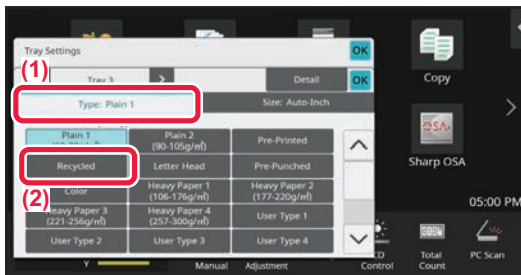 Tray Settings
OK
(1)
Tray 3
>
Detail
OK
Type: Plain 1
Size: Auto-Inch
Plain 1
Plain 2
(90-105g/㎡)
Pre-Printed
Recycled
Letter Head
Pre-Punched
(2)
Color
Heavy Paper 1
(106-176g/㎡)
Heavy Paper 2
(177-220g/㎡)
Heavy Paper 3
(221-256g/㎡)
Heavy Paper 4
(257-300g/㎡)
User Type 1
User Type 2
User Type 3
User Type 4
Copy
Sharp OSA
05:00 PM
Y
Manual
Adjustment
Control
Total
Count
PC Scan